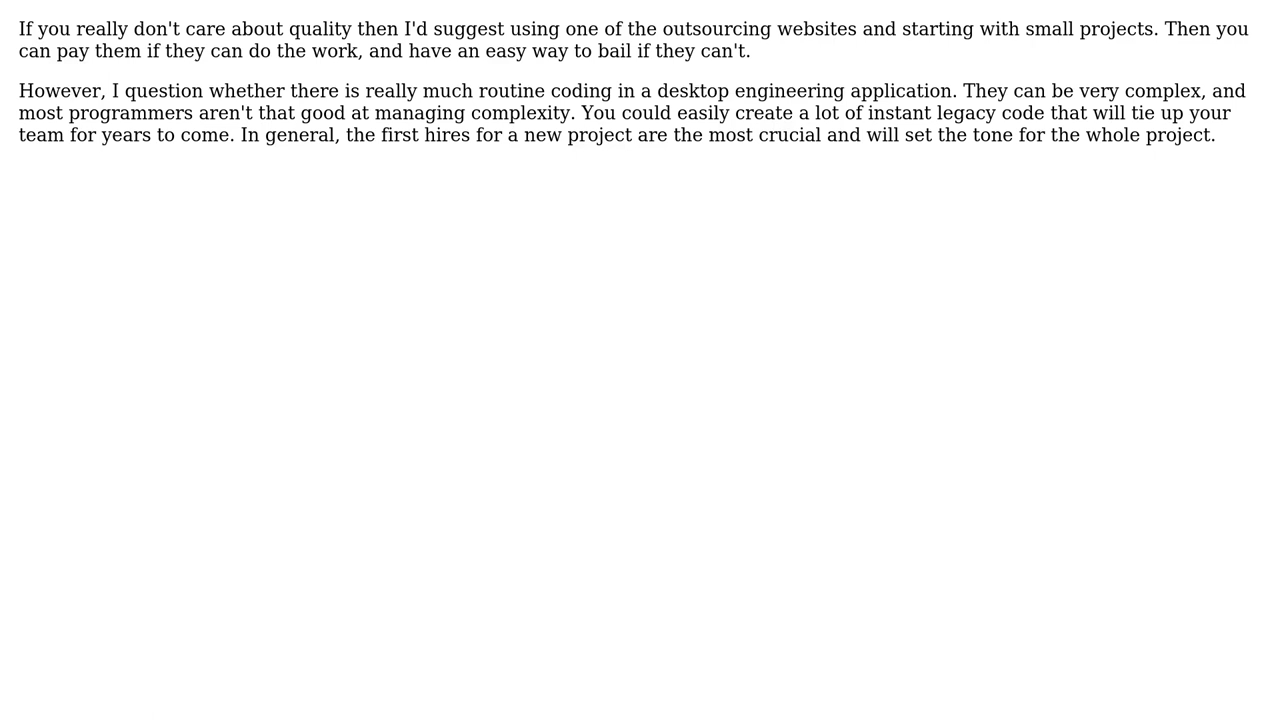 If you really don't care about quality then I'd suggest using one of the outsourcing websites and starting with small projects. Then you
can pay them if they can do the work, and have an easy way to bail if they can't.
However, I question whether there is really much routine coding in a desktop engineering application. They can be very complex, and
most programmers aren't that good at managing complexity. You could easily create a lot of instant legacy code that will tie up your
team for years to come. In general, the first hires for a new project are the most crucial and will set the tone for the whole project.